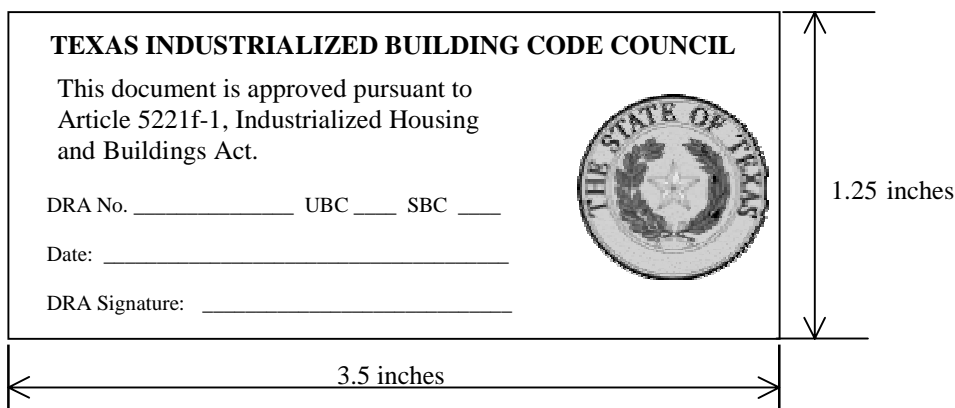 TEXAS INDUSTRIALIZED BUILDING CODE COUNCIL
This document is approved pursuant to
Article 5221f-1, Industrialized Housing
and Buildings Act.
THE STATE OF TEXAS
DRA No. _______________ UBC ____ SBC ____
Date: ______________________________________
DRA Signature: _____________________________
1.25 inches
3.5 inches